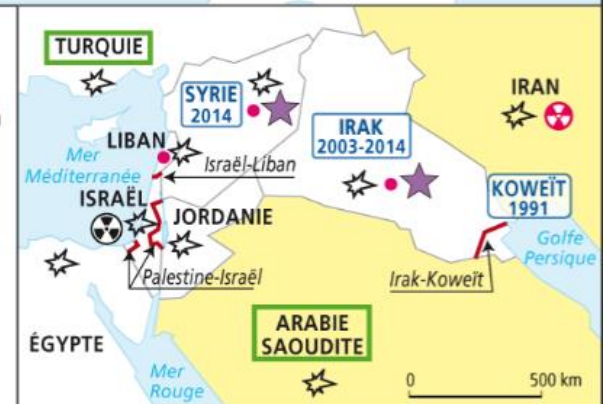 TURQUIE
SYRIE
2014
IRAN
IRAK
2003-2014
LIBAN
Mer
Méditerranée
Israël-Liban
ISRAËL
JORDANIE
KOWEÏT
1991
Golfe
Persique
Palestine-Israël
Irak-Koweït
ÉGYPTE
ARABIE
SAOUDITE
Mer
Rouge
0 500 km